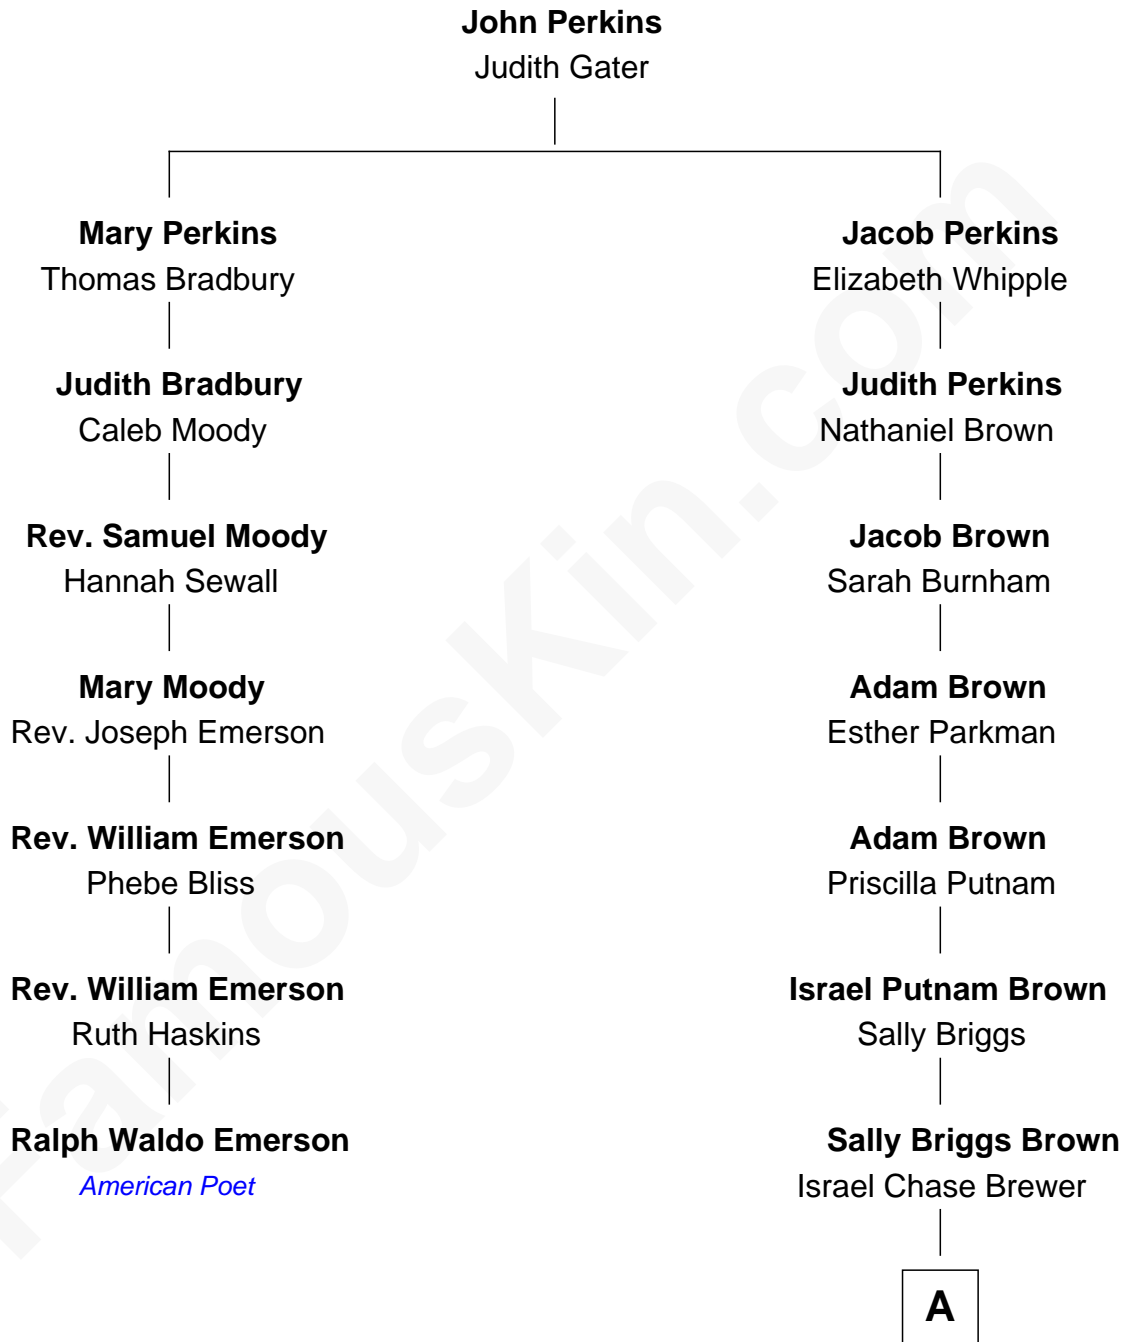 John Perkins
Judith Gater
Mary Perkins
Thomas Bradbury
Jacob Perkins
Elizabeth Whipple
Judith Bradbury
Caleb Moody
Judith Perkins
Nathaniel Brown
Rev. Samuel Moody
Hannah Sewall
Jacob Brown
Sarah Burnham
Mary Moody
Rev. Joseph Emerson
Adam Brown
Esther Parkman
Rev. William Emerson
Phebe Bliss
Adam Brown
Priscilla Putnam
Rev. William Emerson
Ruth Haskins
Israel Putnam Brown
Sally Briggs
Ralph Waldo Emerson
American Poet
Sally Briggs Brown
Israel Chase Brewer
A
FamousKin.com